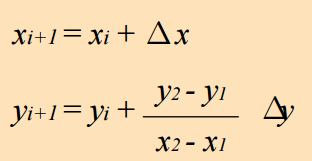 xi+1 = xi + Δx
yi+1 = yi + (y2 - y1) / (x2 - x1) Δy